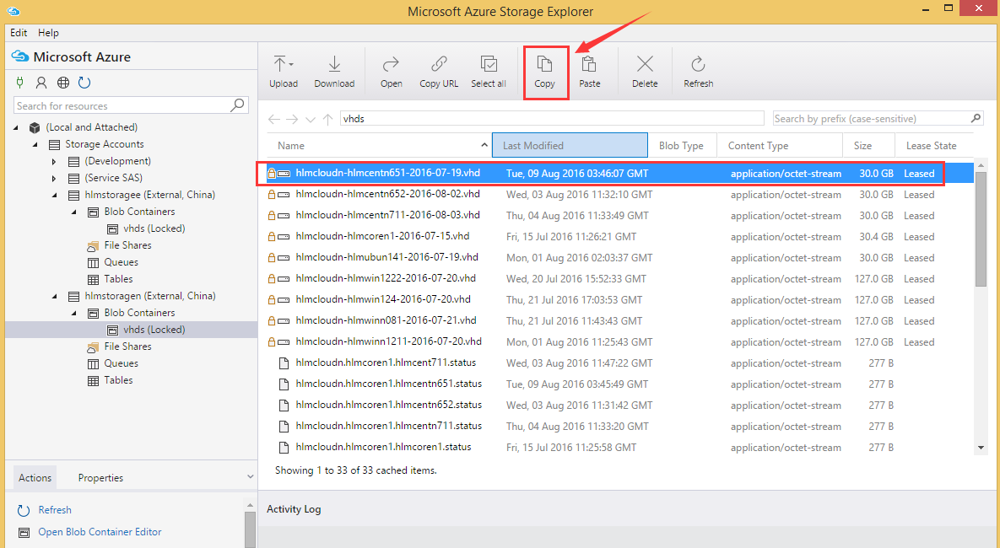 Microsoft Azure Storage Explorer
Edit Help
Microsoft Azure
Search for resources
(Local and Attached)
Storage Accounts
(Development)
(Service SAS)
hlmstoragee (External, China)
Blob Containers
vhds (Locked)
File Shares
Queues
Tables
hlmstoragen (External, China)
Blob Containers
vhds (Locked)
File Shares
Queues
Tables
Actions Properties
Refresh
Open Blob Container Editor
Upload Download Open Copy URL Select all Copy Paste Delete Refresh
vhds Search by prefix (case-sensitive)
Name Last Modified Blob Type Content Type Size Lease State
hlmcloudn-hlmcentn651-2016-07-19.vhd Tue, 09 Aug 2016 03:46:07 GMT application/octet-stream 30.0 GB Leased
hlmcloudn-hlmcentn652-2016-08-02.vhd Wed, 03 Aug 2016 11:32:10 GMT application/octet-stream 30.0 GB Leased
hlmcloudn-hlmcentn711-2016-08-03.vhd Thu, 04 Aug 2016 11:33:49 GMT application/octet-stream 30.0 GB Leased
hlmcloudn-hlmcoren1-2016-07-15.vhd Fri, 15 Jul 2016 11:26:21 GMT application/octet-stream 30.4 GB Leased
hlmcloudn-hlmubun141-2016-07-19.vhd Mon, 01 Aug 2016 02:03:37 GMT application/octet-stream 30.0 GB Leased
hlmcloudn-hlmwin1222-2016-07-20.vhd Wed, 20 Jul 2016 15:52:33 GMT application/octet-stream 127.0 GB Leased
hlmcloudn-hlmwin124-2016-07-20.vhd Thu, 21 Jul 2016 17:03:53 GMT application/octet-stream 127.0 GB Leased
hlmcloudn-hlmwinn081-2016-07-21.vhd Thu, 21 Jul 2016 11:43:43 GMT application/octet-stream 127.0 GB Leased
hlmcloudn-hlmwinn1211-2016-07-20.vhd Mon, 01 Aug 2016 11:25:43 GMT application/octet-stream 127.0 GB Leased
hlmcloudn.hlmcoren1.hlmcent711.status Wed, 03 Aug 2016 11:47:22 GMT application/octet-stream 277 B
hlmcloudn.hlmcoren1.hlmcentn651.status Tue, 09 Aug 2016 03:45:49 GMT application/octet-stream 277 B
hlmcloudn.hlmcoren1.hlmcentn652.status Wed, 03 Aug 2016 11:31:42 GMT application/octet-stream 277 B
hlmcloudn.hlmcoren1.hlmcentn711.status Thu, 04 Aug 2016 11:33:20 GMT application/octet-stream 277 B
hlmcloudn.hlmcoren1.hlmcoren1.status Fri, 15 Jul 2016 11:25:58 GMT application/octet-stream 277 B
Showing 1 to 33 of 33 cached items.
Activity Log